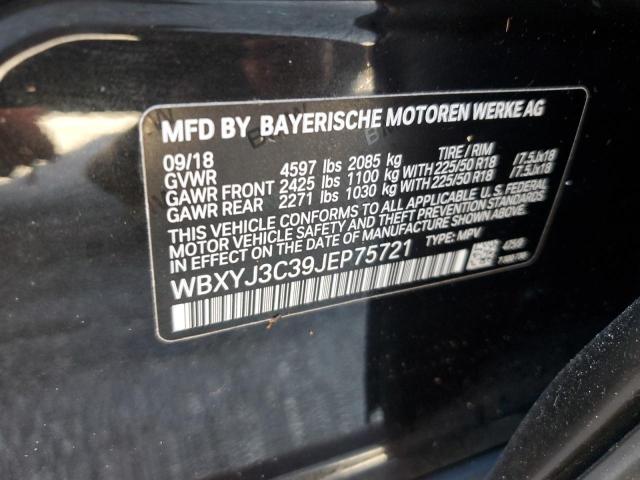 MFD BY BAYERISCHE MOTOREN WERKE AG
09/18 TIRE / RIM
GVWR 4597 lbs 2085 kg
GAWR FRONT 2425 lbs 1100 kg WITH 225/50 R18 /7.5Jx18
GAWR REAR 2271 lbs 1030 kg WITH 225/50 R18 /7.5Jx18
THIS VEHICLE CONFORMS TO ALL APPLICABLE U.S. FEDERAL
MOTOR VEHICLE SAFETY AND THEFT PREVENTION STANDARDS
IN EFFECT ON THE DATE OF MANUFACTURE SHOWN ABOVE.
WBXYJ3C39JEP75721 TYPE: MPV